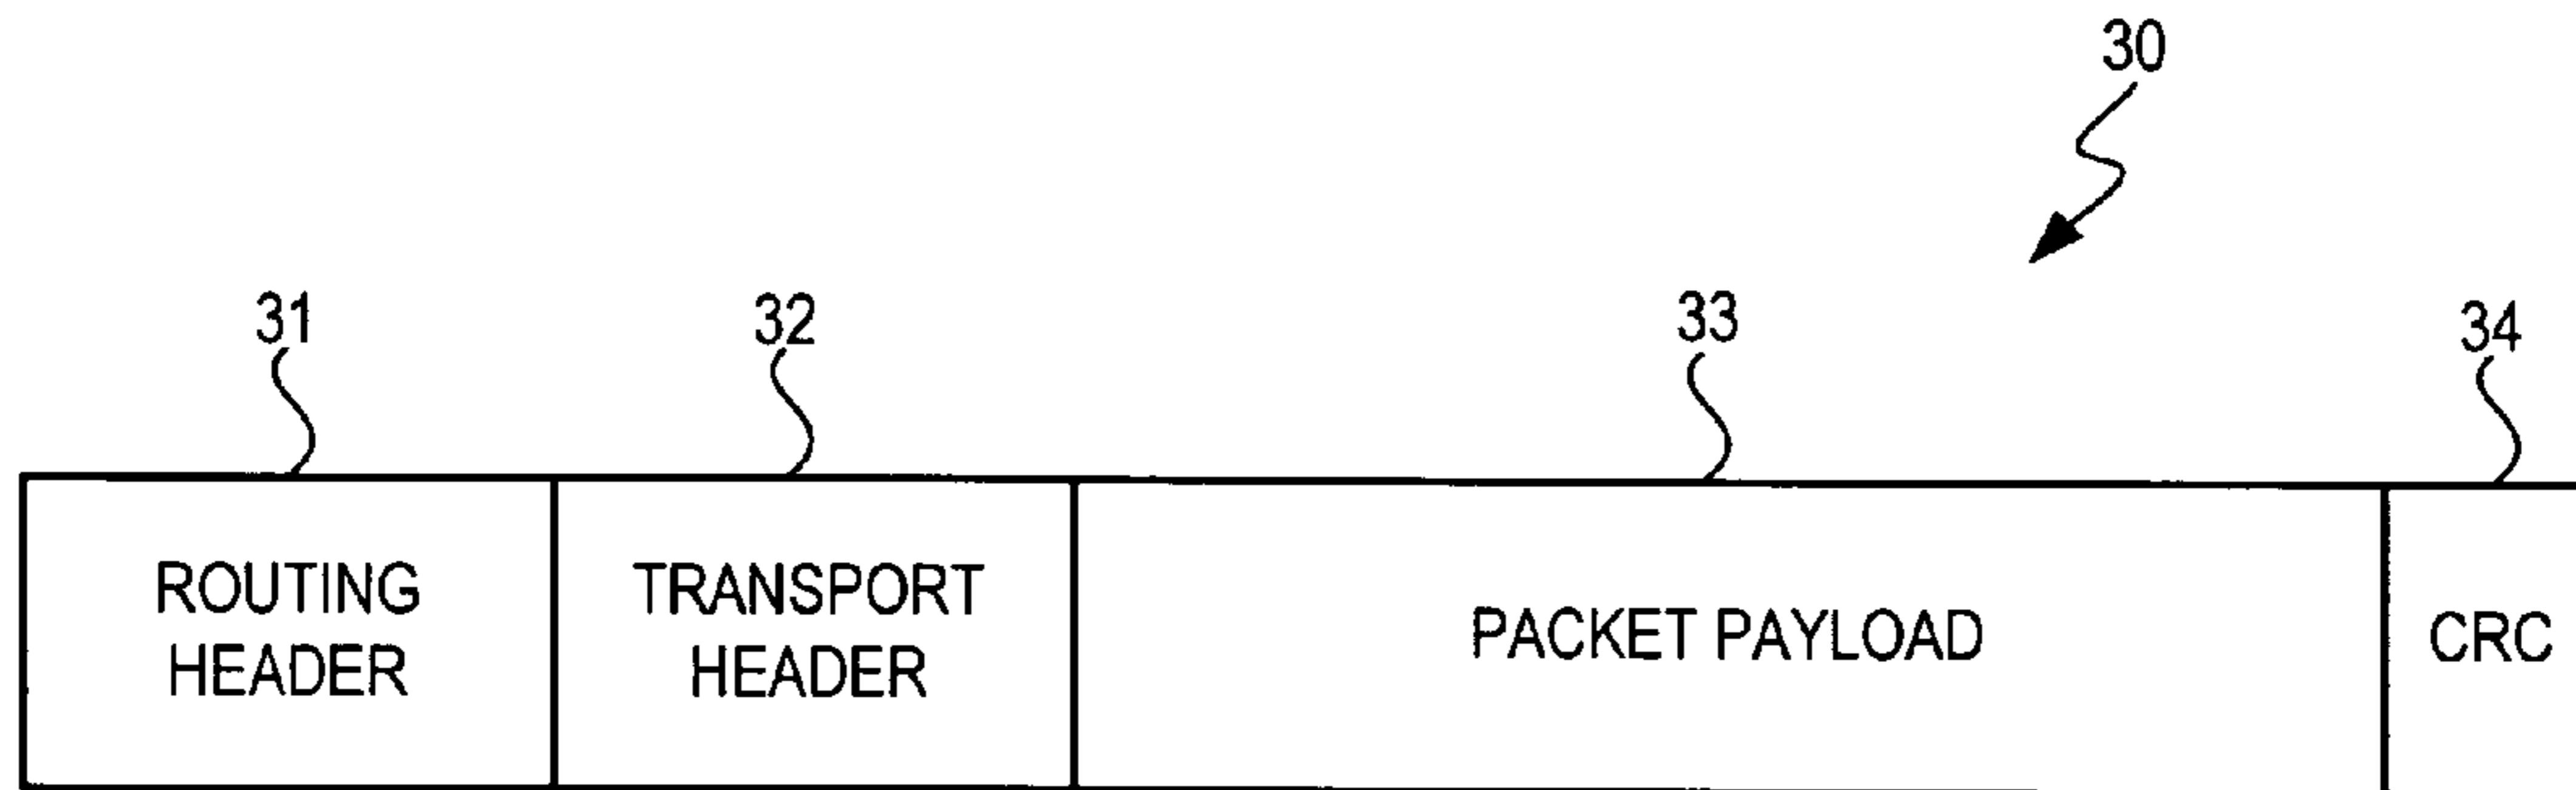 30
31
32
33
34
ROUTING
HEADER
TRANSPORT
HEADER
PACKET PAYLOAD
CRC